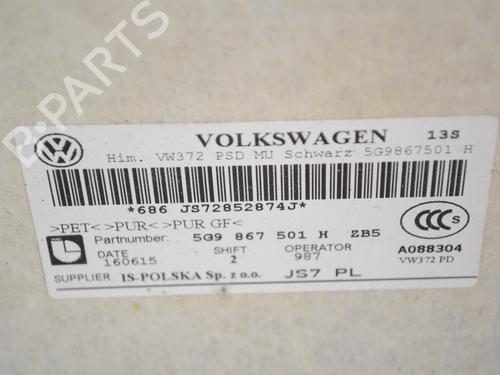 VOLKSWAGEN 13S
Him. VW372 PSD MU Schwarz 5G9867501 H
*686 JS72852874J*
>PET< >PUR< >PUR GF<
Partnumber: 5G9 867 501 H ZB5
DATE SHIFT OPERATOR A088304
160615 2 987 VW372 PD
SUPPLIER IS-POLSKA Sp. z o.o. JS7 PL
CCC S
B-PARTS